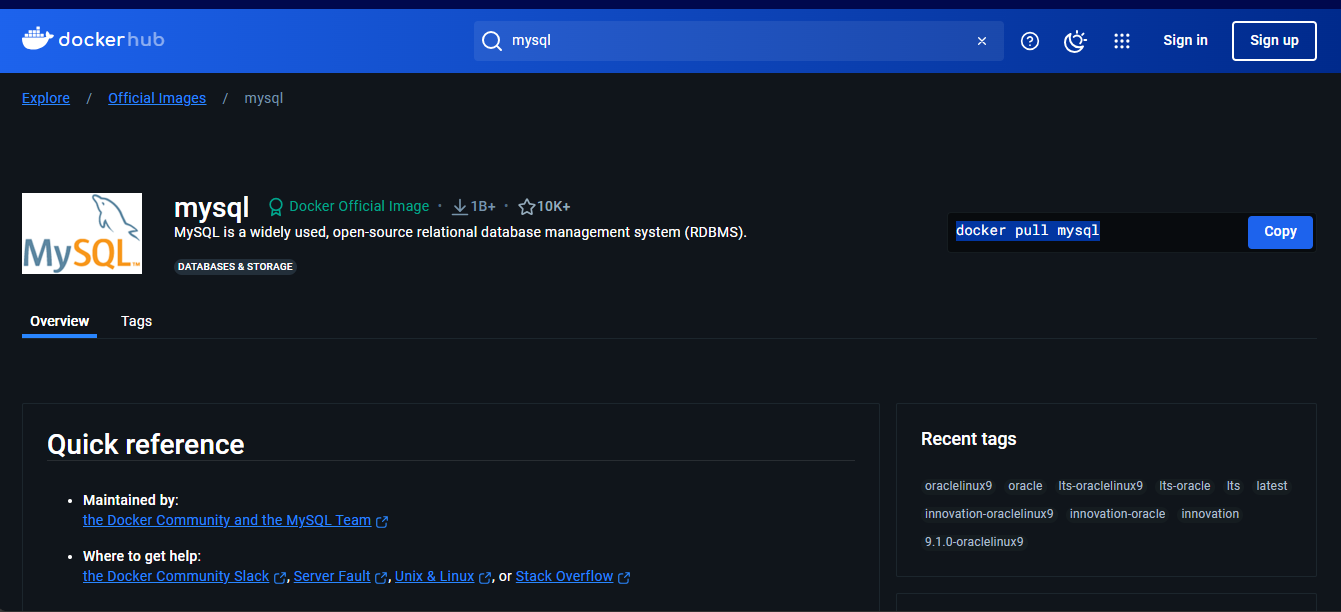 dockerhub mysql Sign in Sign up
Explore / Official Images / mysql
MySQL™
mysql Docker Official Image • 1B+ • 10K+
MySQL is a widely used, open-source relational database management system (RDBMS).
DATABASES & STORAGE
docker pull mysql Copy
Overview Tags
Quick reference
Maintained by:
the Docker Community and the MySQL Team
Where to get help:
the Docker Community Slack, Server Fault, Unix & Linux, or Stack Overflow
Recent tags
oraclelinux9 oracle lts-oraclelinux9 lts-oracle lts latest
innovation-oraclelinux9 innovation-oracle innovation
9.1.0-oraclelinux9